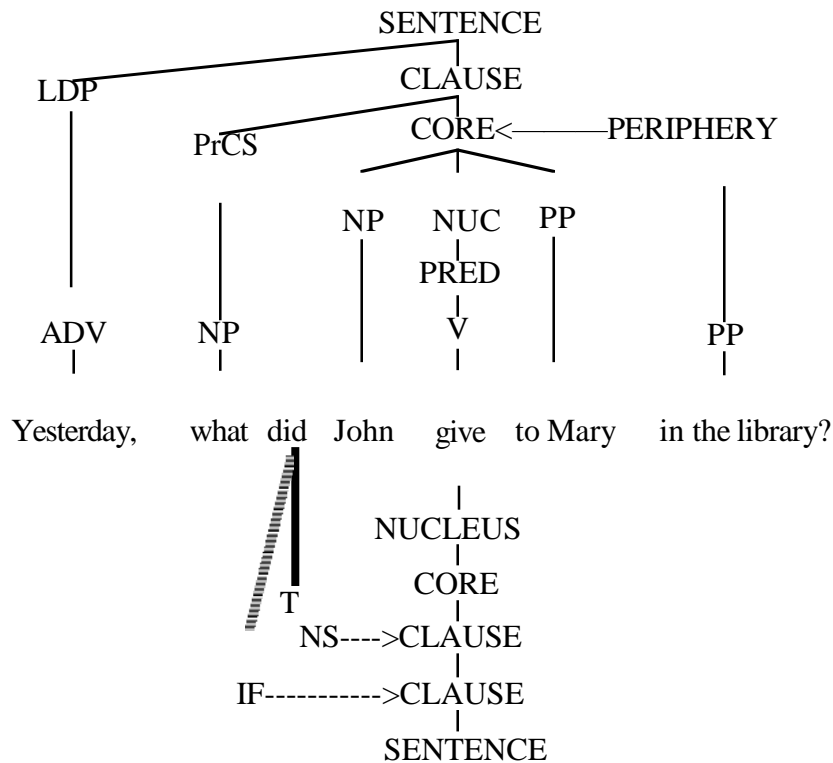 SENTENCE
LDP CLAUSE
PrCS CORE<————PERIPHERY
NP NUC PP
PRED
ADV NP V PP
Yesterday, what did John give to Mary in the library?
NUCLEUS
CORE
T
NS---->CLAUSE
IF----------->CLAUSE
SENTENCE